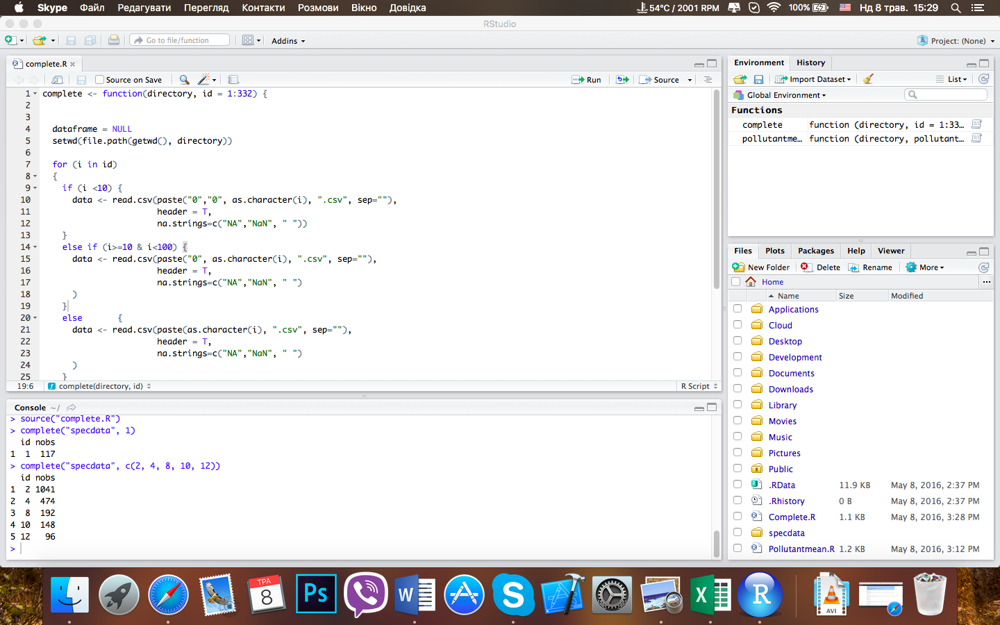 Skype Файл Редагувати Перегляд Контакти Розмови Вікно Довідка 54°C / 2001 RPM 100% Нд 8 трав. 15:29
RStudio
Go to file/function Addins Project: (None)
complete.R
Source on Save Run Source
1 complete <- function(directory, id = 1:332) {
2
3
4 dataframe = NULL
5 setwd(file.path(getwd(), directory))
6
7 for (i in id)
8 {
9 if (i <10) {
10 data <- read.csv(paste("0","0", as.character(i), ".csv", sep=""),
11 header = T,
12 na.strings=c("NA","NaN", " "))
13 }
14 else if (i>=10 & i<100) {
15 data <- read.csv(paste("0", as.character(i), ".csv", sep=""),
16 header = T,
17 na.strings=c("NA","NaN", " ")
18 )
19 }
20 else {
21 data <- read.csv(paste(as.character(i), ".csv", sep=""),
22 header = T,
23 na.strings=c("NA","NaN", " ")
24 )
25 }
19:6 complete(directory, id) R Script
Console ~/
> source("complete.R")
> complete("specdata", 1)
id nobs
1 1 117
> complete("specdata", c(2, 4, 8, 10, 12))
id nobs
1 2 1041
2 4 474
3 8 192
4 10 148
5 12 96
>
Environment History
Import Dataset List
Global Environment
Functions
complete function (directory, id = 1:33…
pollutantme… function (directory, pollutant…
Files Plots Packages Help Viewer
New Folder Delete Rename More
Home ...
Name Size Modified
Applications
Cloud
Desktop
Development
Documents
Downloads
Library
Movies
Music
Pictures
Public
.RData 11.9 KB May 8, 2016, 2:37 PM
.Rhistory 0 B May 8, 2016, 2:37 PM
Complete.R 1.1 KB May 8, 2016, 3:28 PM
specdata
Pollutantmean.R 1.2 KB May 8, 2016, 3:12 PM
ТРА
8
Ps
W
S
X
R
AVI